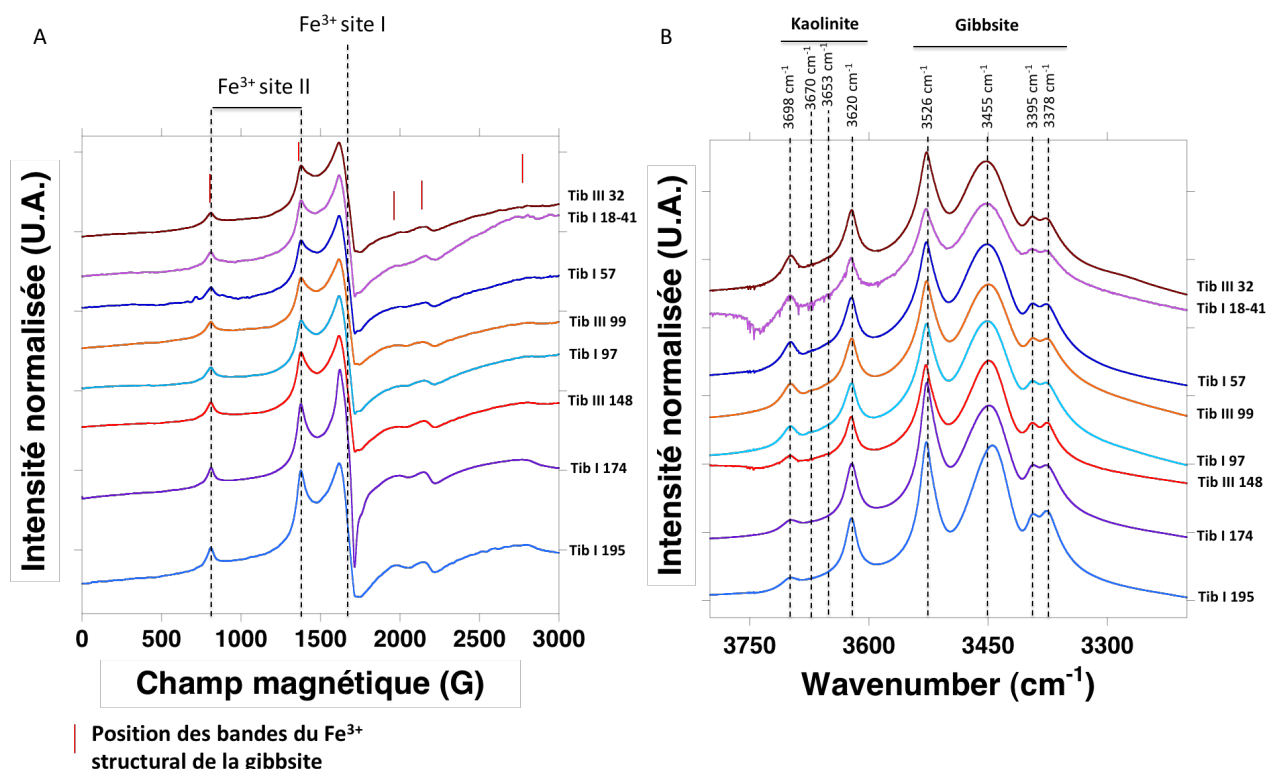 A
Fe³⁺ site I
Fe³⁺ site II
Intensité normalisée (U.A.)
Tib III 32
Tib I 18-41
Tib I 57
Tib III 99
Tib I 97
Tib III 148
Tib I 174
Tib I 195
0 500 1000 1500 2000 2500 3000
Champ magnétique (G)
Position des bandes du Fe³⁺
structural de la gibbsite
B
Kaolinite
Gibbsite
3698 cm⁻¹
3670 cm⁻¹
3653 cm⁻¹
3620 cm⁻¹
3526 cm⁻¹
3455 cm⁻¹
3395 cm⁻¹
3378 cm⁻¹
Intensité normalisée (U.A.)
Tib III 32
Tib I 18-41
Tib I 57
Tib III 99
Tib I 97
Tib III 148
Tib I 174
Tib I 195
3750 3600 3450 3300
Wavenumber (cm⁻¹)